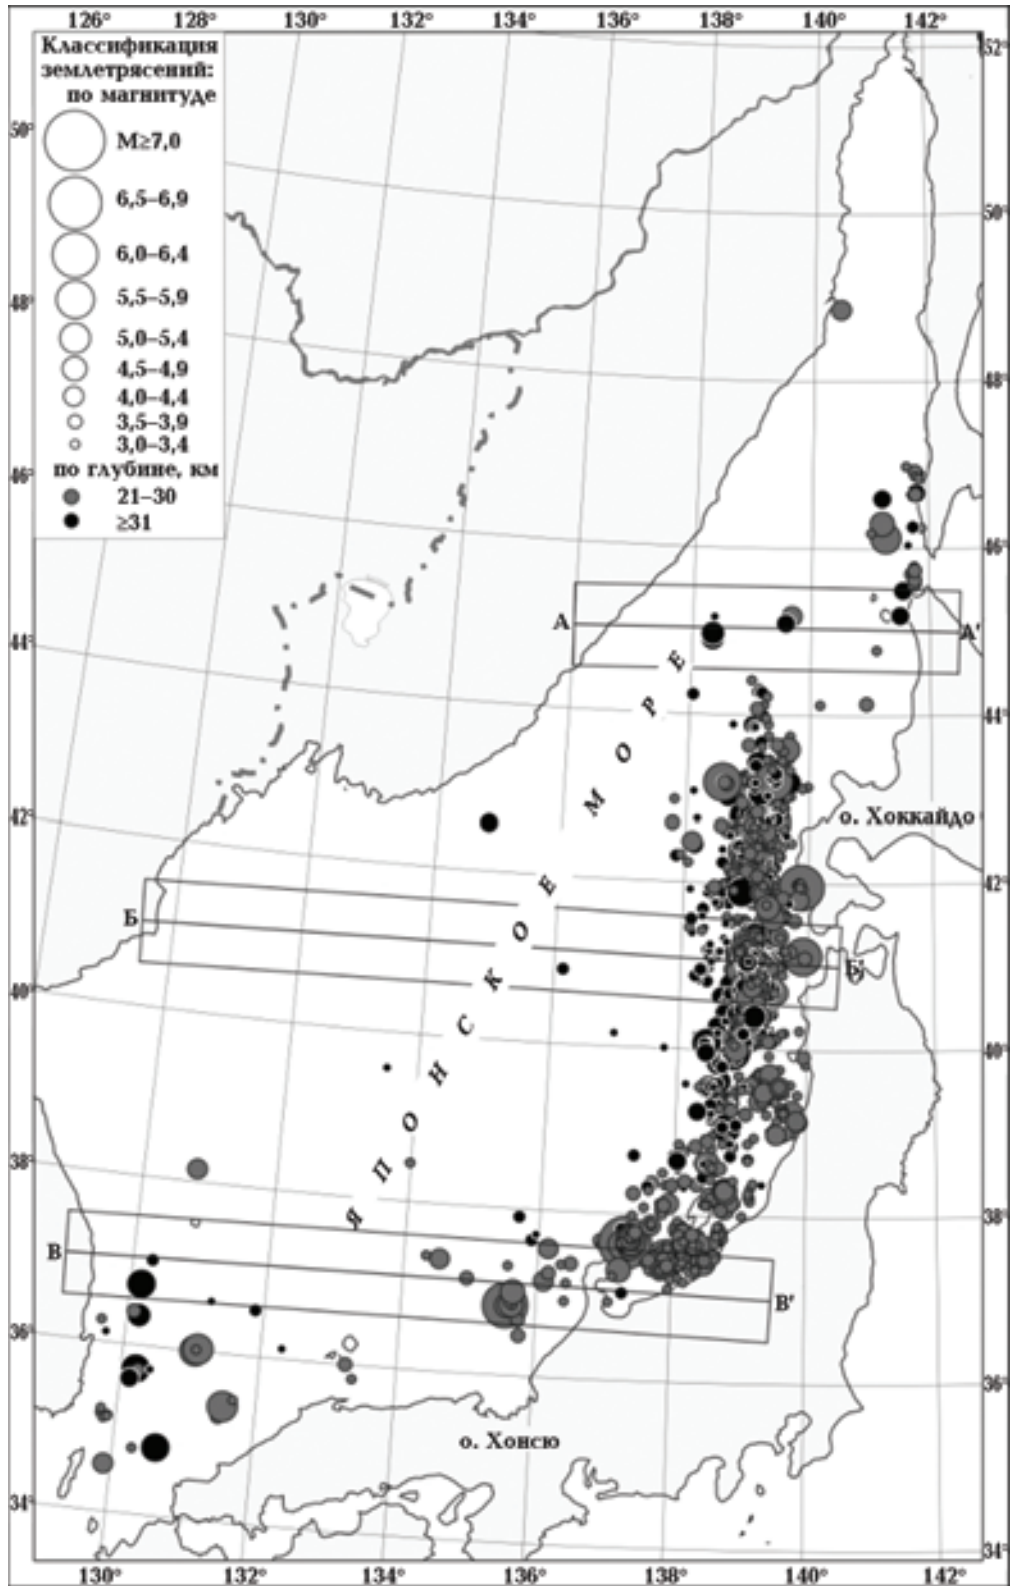 126° 128° 130° 132° 134° 136° 138° 140° 142°
Классификация
землетрясений:
по магнитуде
M≥7,0
6,5–6,9
6,0–6,4
5,5–5,9
5,0–5,4
4,5–4,9
4,0–4,4
3,5–3,9
3,0–3,4
по глубине, км
21–30
≥31
52°
50°
50°
48°
48°
46°
46°
А А'
44°
44°
о. Хоккайдо
42°
42°
Б Б'
40°
40°
ЯПОНСКОЕ МОРЕ
38°
38°
В В'
36°
36°
о. Хонсю
34°
34°
130° 132° 134° 136° 138° 140° 142°